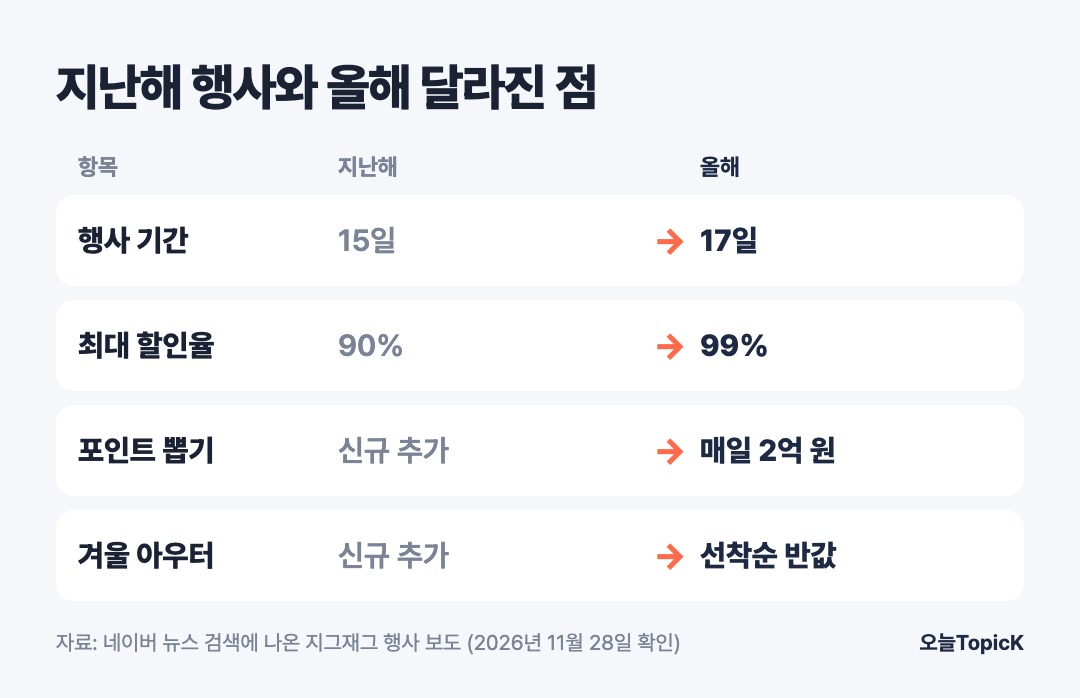 지난해 행사와 올해 달라진 점
항목 지난해 올해
행사 기간 15일 → 17일
최대 할인율 90% → 99%
포인트 뽑기 신규 추가 → 매일 2억 원
겨울 아우터 신규 추가 → 선착순 반값
자료: 네이버 뉴스 검색에 나온 지그재그 행사 보도 (2026년 11월 28일 확인) 오늘TopicK